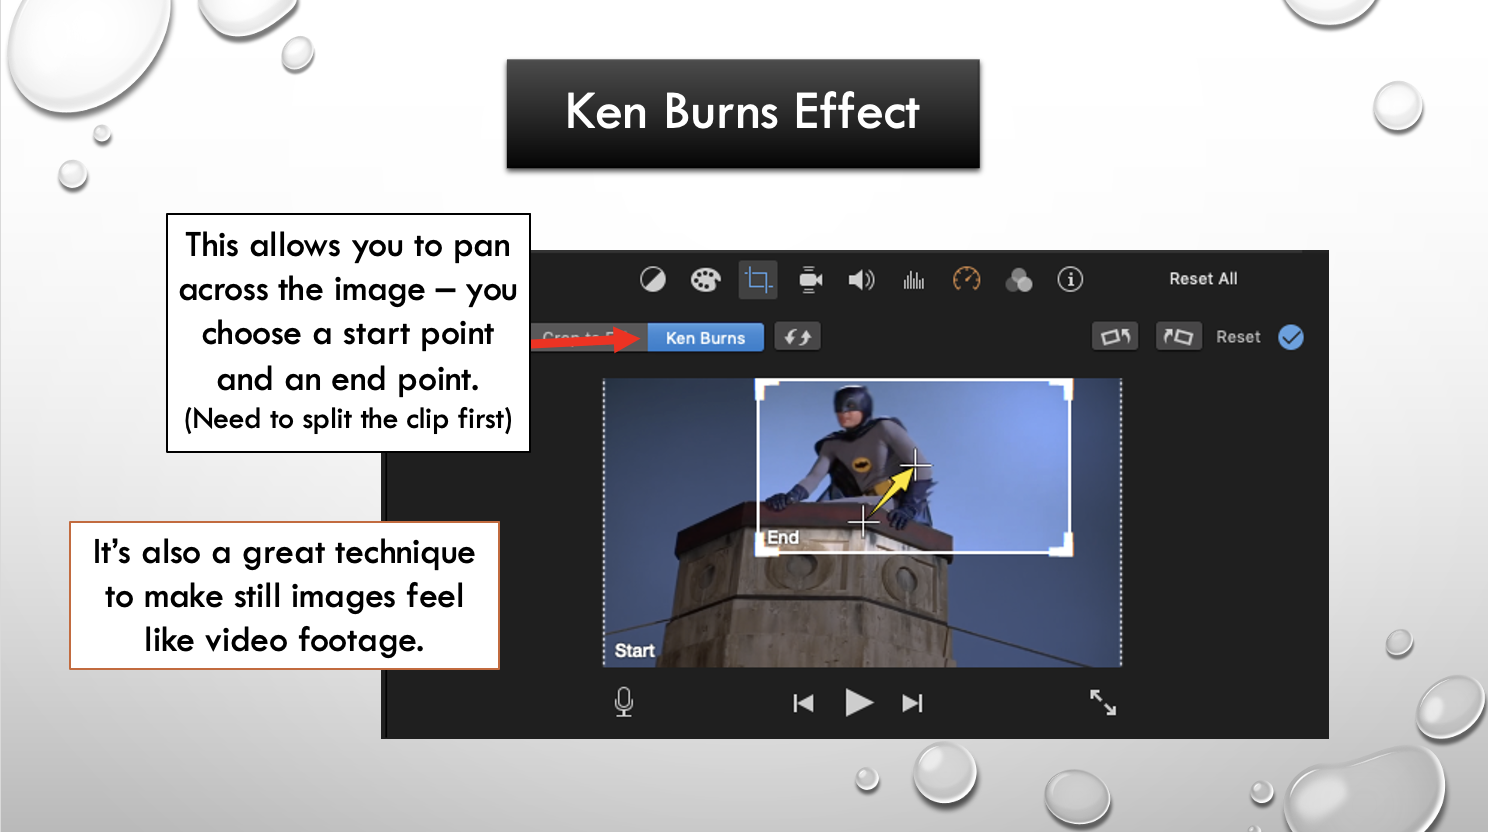 Ken Burns Effect
This allows you to pan
across the image – you
choose a start point
and an end point.
(Need to split the clip first)
Reset All
Ken Burns
Reset
End
Start
It's also a great technique
to make still images feel
like video footage.